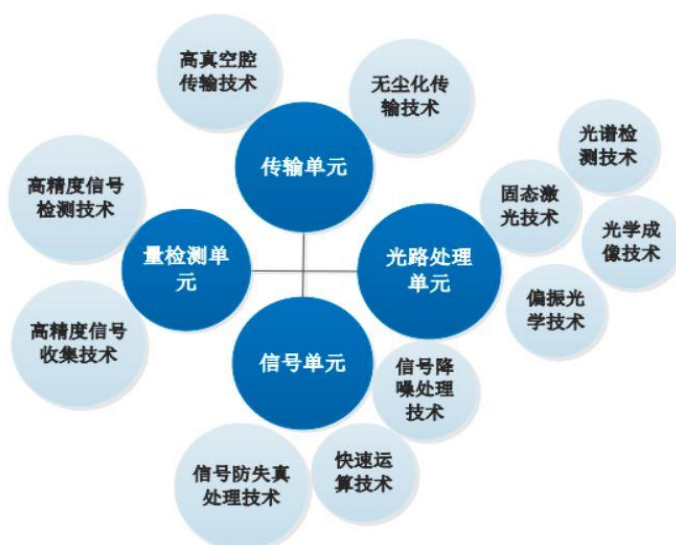 高真空腔
传输技术
无尘化传
输技术
传输单元
光谱检
测技术
高精度信号
检测技术
固态激
光技术
光学成
像技术
量检测单
元
光路处理
单元
偏振光
学技术
高精度信号
收集技术
信号单元
信号降
噪处理
技术
信号防失真
处理技术
快速运
算技术